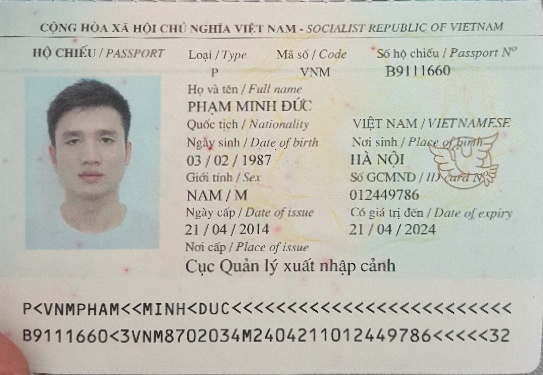 CỘNG HÒA XÃ HỘI CHỦ NGHĨA VIỆT NAM - SOCIALIST REPUBLIC OF VIETNAM
HỘ CHIẾU / PASSPORT Loại / Type Mã số / Code Số hộ chiếu / Passport Nº
P VNM B9111660
Họ và tên / Full name
PHẠM MINH ĐỨC
Quốc tịch / Nationality VIỆT NAM / VIETNAMESE
Ngày sinh / Date of birth Nơi sinh / Place of birth
03 / 02 / 1987 HÀ NỘI
Giới tính / Sex Số GCMND / ID card Nº
NAM / M 012449786
Ngày cấp / Date of issue Có giá trị đến / Date of expiry
21 / 04 / 2014 21 / 04 / 2024
Nơi cấp / Place of issue
Cục Quản lý xuất nhập cảnh
P<VNMPHAM<<MINH<DUC<<<<<<<<<<<<<<<<<<<<<<<<<
B9111660<3VNM8702034M2404211012449786<<<<<32